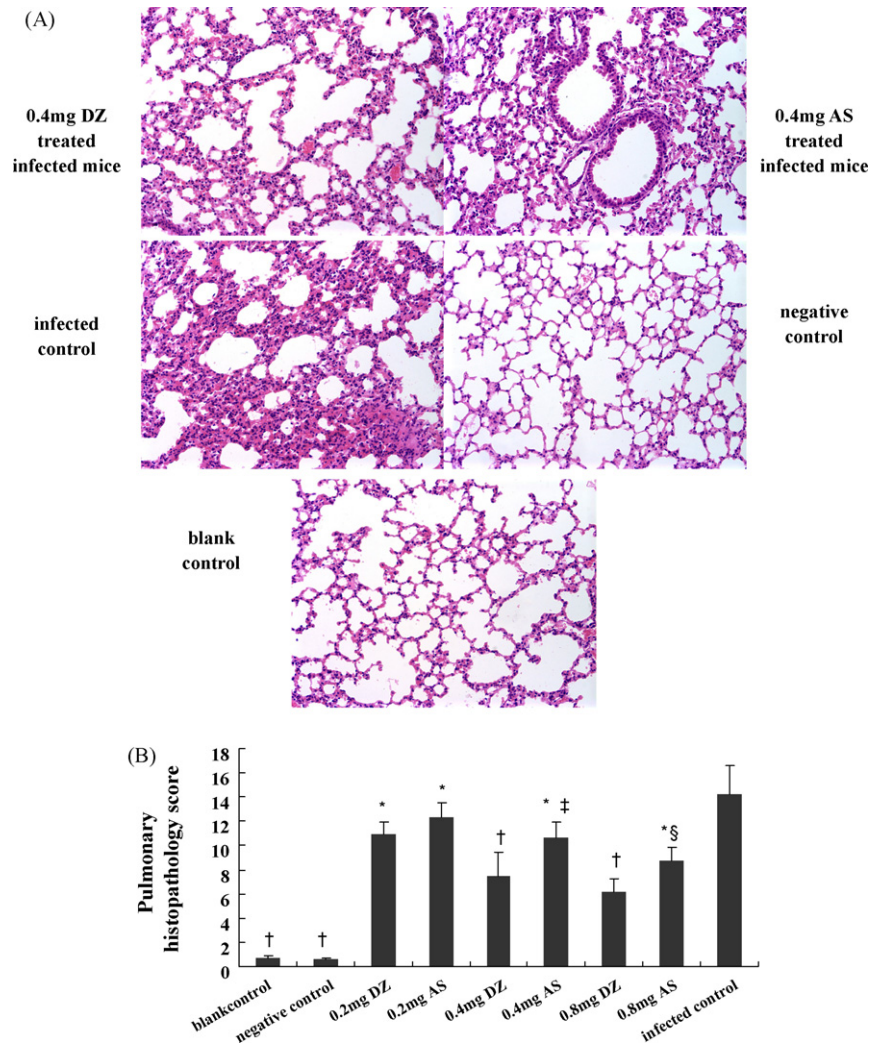 (A)
0.4mg DZ
treated
infected mice
0.4mg AS
treated
infected mice
infected
control
negative
control
blank
control
(B)
Pulmonary
histopathology score
18
16
14
12
10
8
6
4
2
0
†
†
*
*
†
* ‡
†
*§
blankcontrol
negative control
0.2mg DZ
0.2mg AS
0.4mg DZ
0.4mg AS
0.8mg DZ
0.8mg AS
infected control